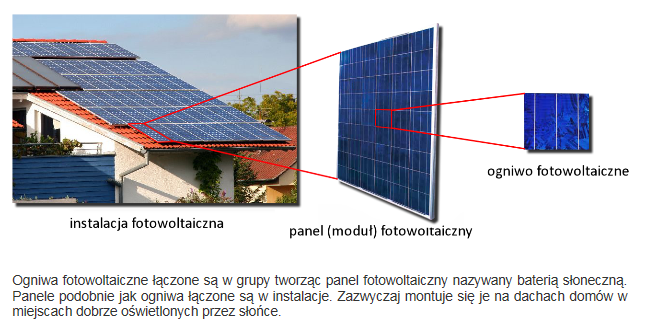 ogniwo fotowoltaiczne
instalacja fotowoltaiczna
panel (moduł) fotowoltaiczny
Ogniwa fotowoltaiczne łączone są w grupy tworząc panel fotowoltaiczny nazywany baterią słoneczną.
Panele podobnie jak ogniwa łączone są w instalacje. Zazwyczaj montuje się je na dachach domów w
miejscach dobrze oświetlonych przez słońce.